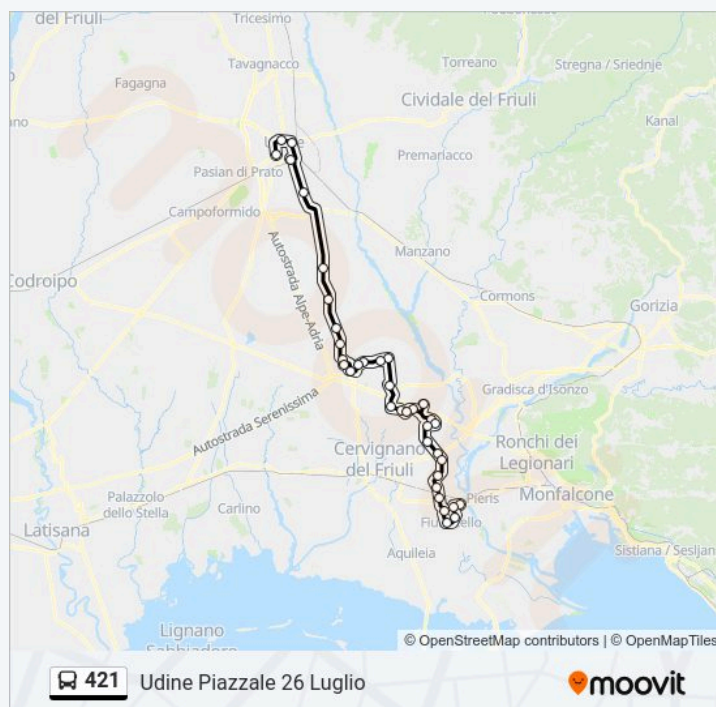 del Friuli
Tricesimo
Tavagnacco
Torreano
Stregna / Sriednje
Fagagna
Cividale del Friuli
Kanal
Premariacco
Pasian di Prato
Campoformido
Manzano
Codroipo
Autostrada Alpe-Adria
Cormons
Gorizia
Gradisca d'Isonzo
Autostrada Serenissima
Cervignano
del Friuli
Ronchi dei
Legionari
Palazzolo
dello Stella
Carlino
Pieris
Monfalcone
Latisana
Aquileia
Sistiana / Sesljan
Lignano
Sabbiadoro
© OpenStreetMap contributors | © OpenMapTiles
421
Udine Piazzale 26 Luglio
moovit